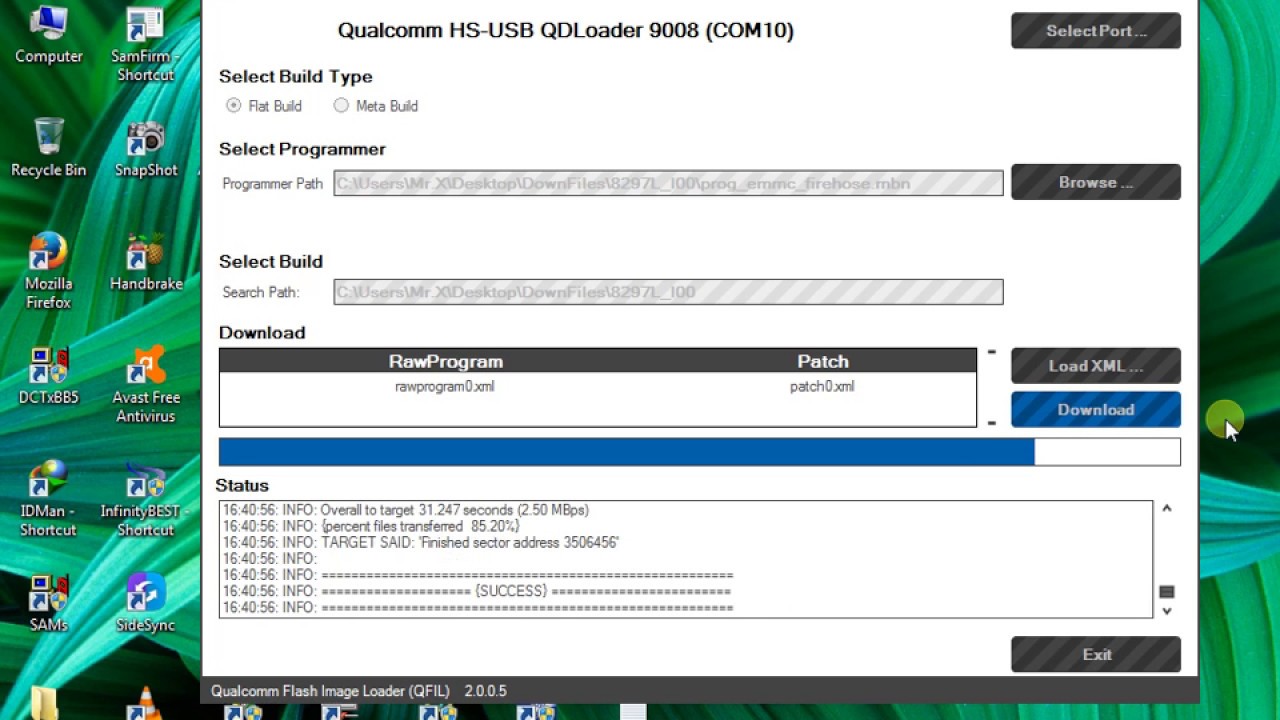 Computer
SamFirm -
Shortcut
Recycle Bin
SnapShot
Mozilla
Firefox
Handbrake
DCTxBB5
Avast Free
Antivirus
IDMan -
Shortcut
InfinityBEST -
Shortcut
SAMs
SideSync
Qualcomm HS-USB QDLoader 9008 (COM10)
Select Port ...
Select Build Type
Flat Build
Meta Build
Select Programmer
Programmer Path
C:\Users\Mr.X\Desktop\DownFiles\8297L_I00\prog_emmc_firehose.mbn
Browse ...
Select Build
Search Path:
C:\Users\Mr.X\Desktop\DownFiles\8297L_I00
Download
RawProgram
Patch
rawprogram0.xml
patch0.xml
Load XML ...
Download
Status
16:40:56: INFO: Overall to target 31.247 seconds (2.50 MBps)
16:40:56: INFO: {percent files transferred 85.20%}
16:40:56: INFO: TARGET SAID: 'Finished sector address 3506456'
16:40:56: INFO:
16:40:56: INFO: =======================================================
16:40:56: INFO: ==================== {SUCCESS} ========================
16:40:56: INFO: =======================================================
Exit
Qualcomm Flash Image Loader (QFIL) 2.0.0.5